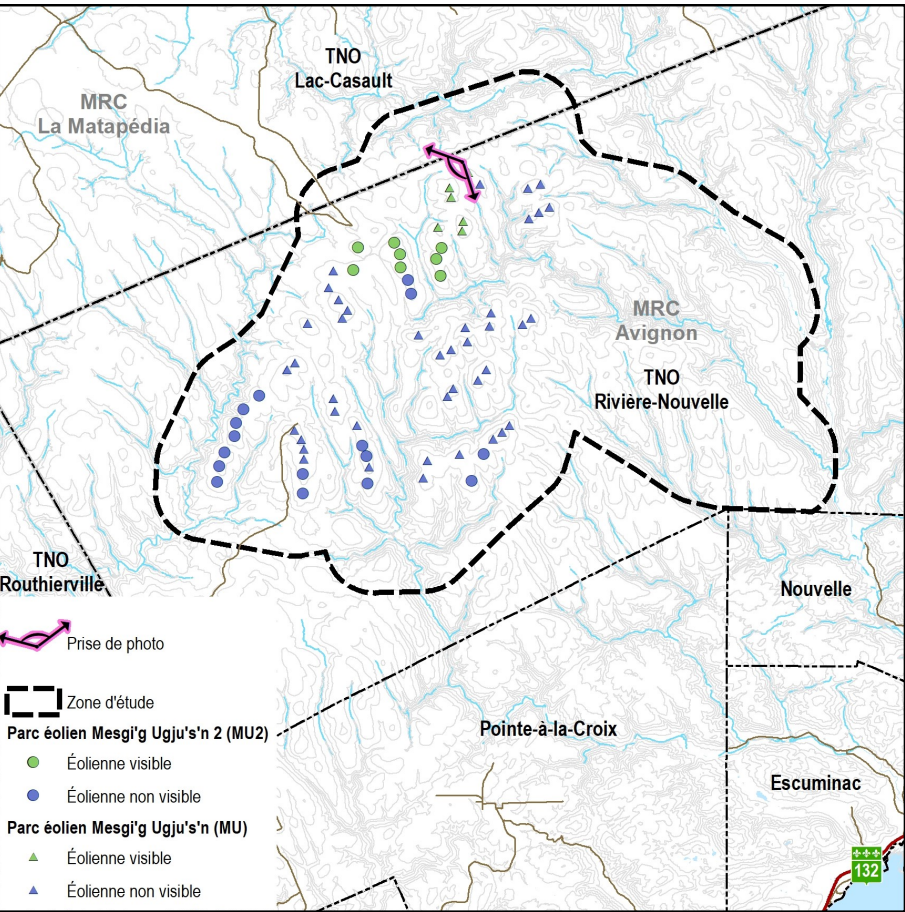 TNO
Lac-Casault
MRC
La Matapédia
MRC
Avignon
TNO
Rivière-Nouvelle
TNO
Routhierville
Nouvelle
Pointe-à-la-Croix
Escuminac
132
Prise de photo
Zone d'étude
Parc éolien Mesgi'g Ugju's'n 2 (MU2)
Éolienne visible
Éolienne non visible
Parc éolien Mesgi'g Ugju's'n (MU)
Éolienne visible
Éolienne non visible